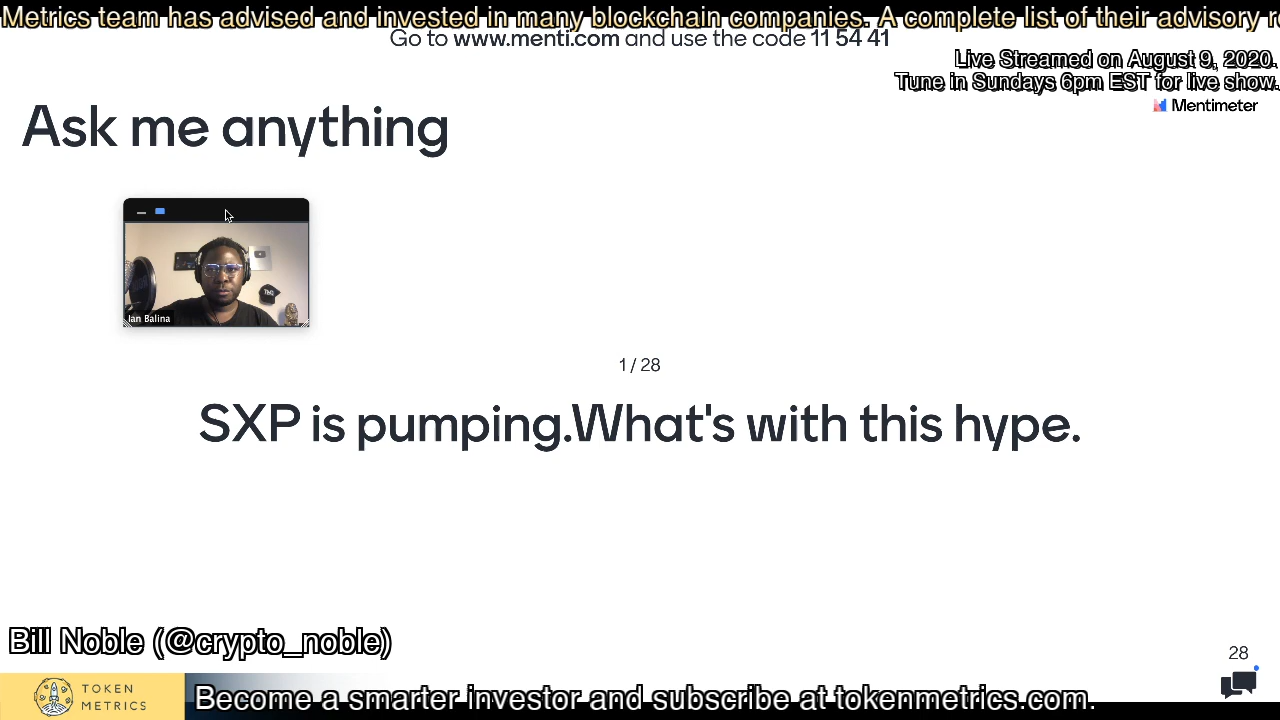 Metrics team has advised and invested in many blockchain companies. A complete list of their advisory r
Go to www.menti.com and use the code 11 54 41
Live Streamed on August 9, 2020.
Tune in Sundays 6pm EST for live show.
Mentimeter
Ask me anything
Ian Balina
1 / 28
SXP is pumping.What's with this hype.
Bill Noble (@crypto_noble)
28
TOKEN
METRICS
Become a smarter investor and subscribe at tokenmetrics.com.